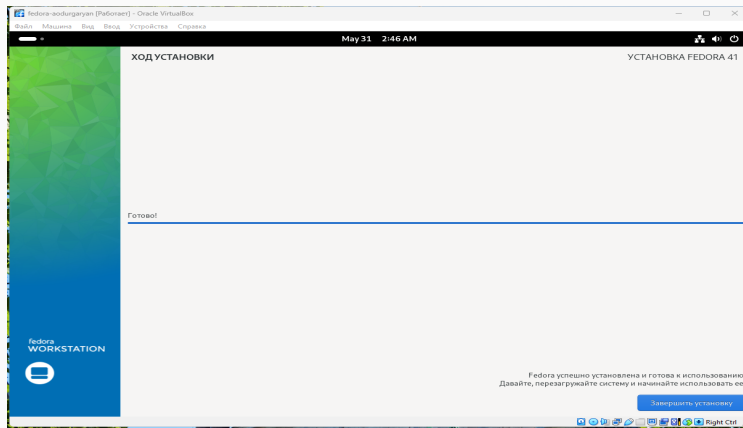 fedora-aodurgaryan [Работает] - Oracle VirtualBox
Файл Машина Вид Ввод Устройства Справка
May 31 2:46 AM
ХОД УСТАНОВКИ
УСТАНОВКА FEDORA 41
Готово!
fedora
WORKSTATION
Fedora успешно установлена и готова к использованию
Давайте, перезагружайте систему и начинайте использовать ее
Завершить установку
Right Ctrl